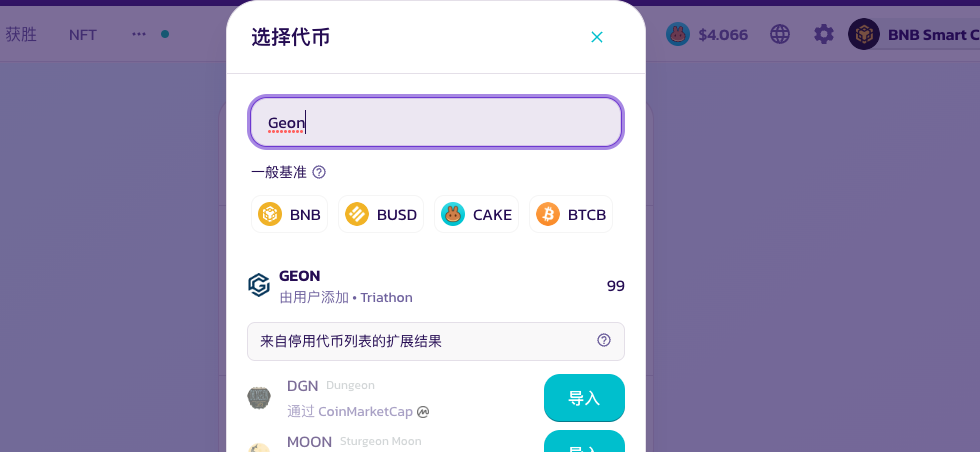 获胜 NFT ··· $4.066 BNB Smart C
选择代币
Geon
一般基准
BNB BUSD CAKE BTCB
GEON
由用户添加 • Triathon
99
来自停用代币列表的扩展结果
DGN Dungeon
通过 CoinMarketCap
导入
MOON Sturgeon Moon
导入